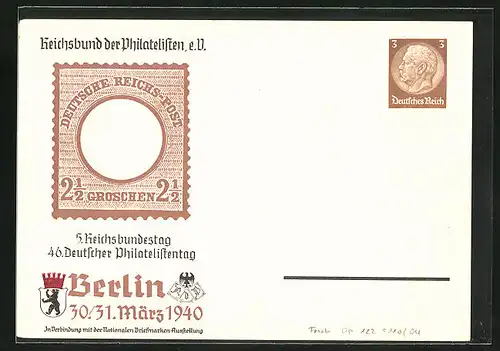 Reichsbund der Philatelisten, e.V.
3 3
Deutsches Reich
DEUTSCHE REICHS-POST
2 1/2 GROSCHEN 2 1/2
5. Reichsbundestag
46. Deutscher Philatelistentag
Berlin
30/31. März 1940
In Verbindung mit der Nationalen Briefmarken-Ausstellung
122